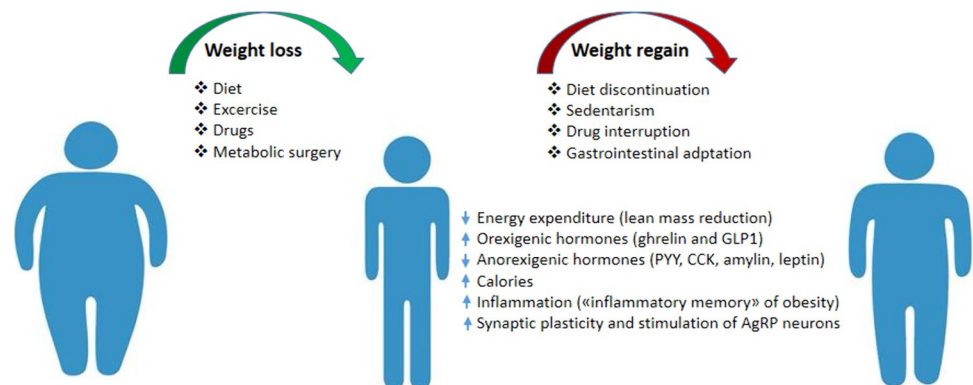 Weight loss
❖ Diet
❖ Excercise
❖ Drugs
❖ Metabolic surgery
Weight regain
❖ Diet discontinuation
❖ Sedentarism
❖ Drug interruption
❖ Gastrointestinal adptation
Energy expenditure (lean mass reduction)
Orexigenic hormones (ghrelin and GLP1)
Anorexigenic hormones (PYY, CCK, amylin, leptin)
Calories
Inflammation («inflammatory memory» of obesity)
Synaptic plasticity and stimulation of AgRP neurons